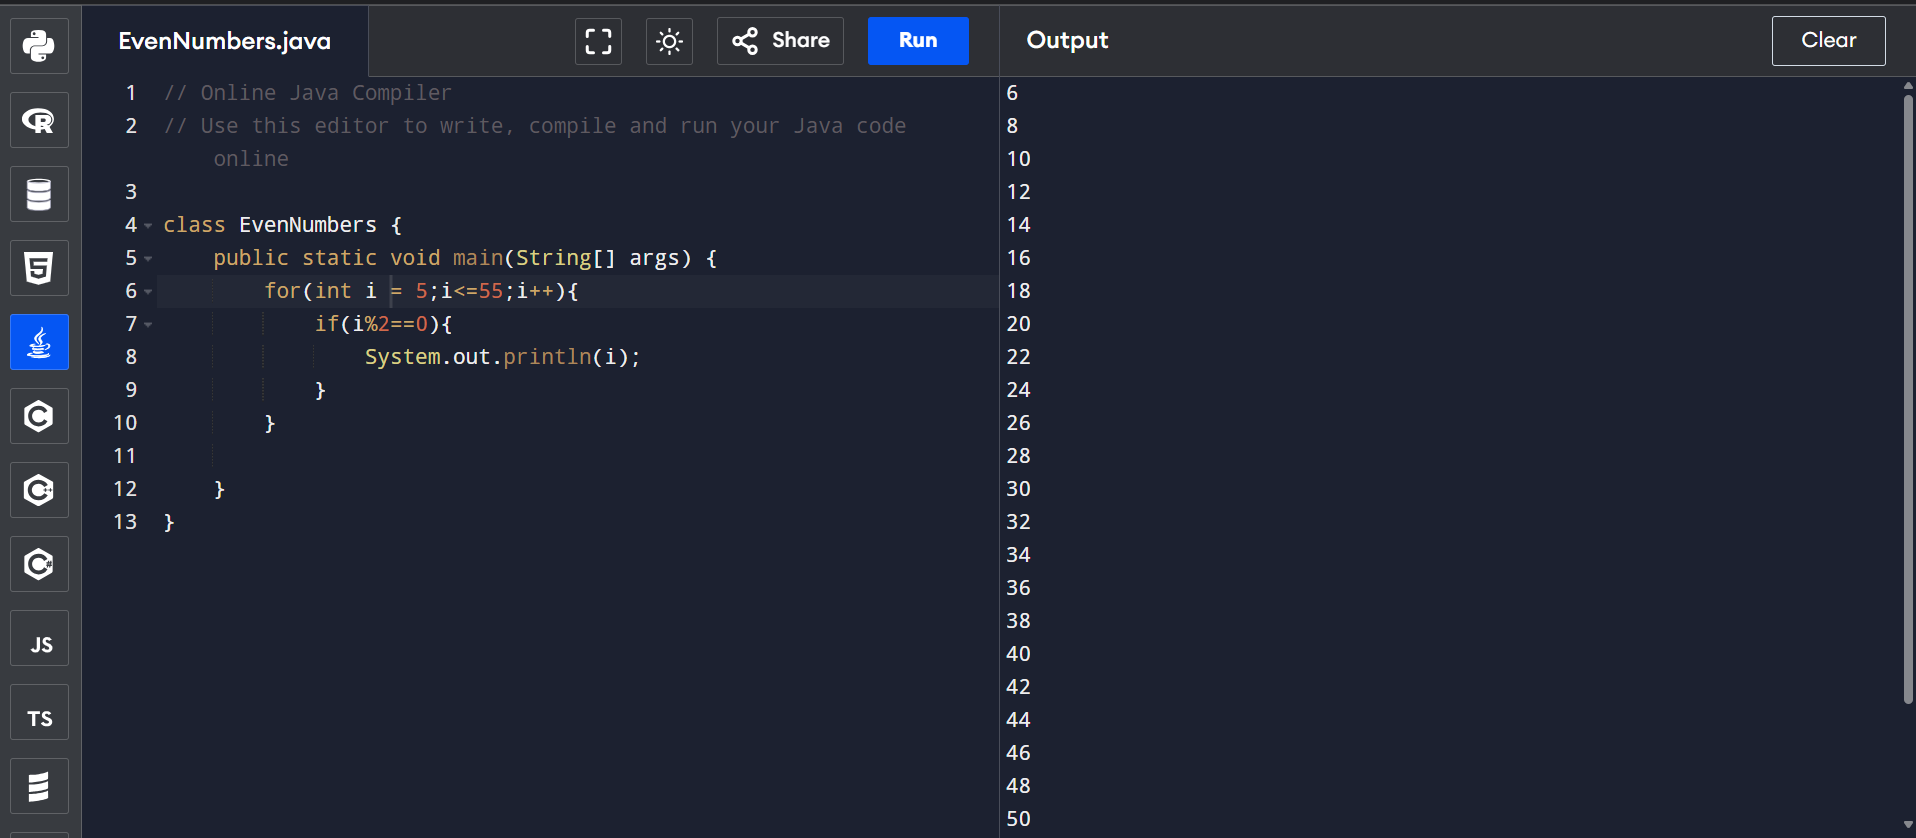 EvenNumbers.java
Share
Run
Output
Clear
1 // Online Java Compiler
2 // Use this editor to write, compile and run your Java code
online
3
4 class EvenNumbers {
5 public static void main(String[] args) {
6 for(int i = 5;i<=55;i++){
7 if(i%2==0){
8 System.out.println(i);
9 }
10 }
11
12 }
13 }
6
8
10
12
14
16
18
20
22
24
26
28
30
32
34
36
38
40
42
44
46
48
50
R
5
C
C++
C#
JS
TS